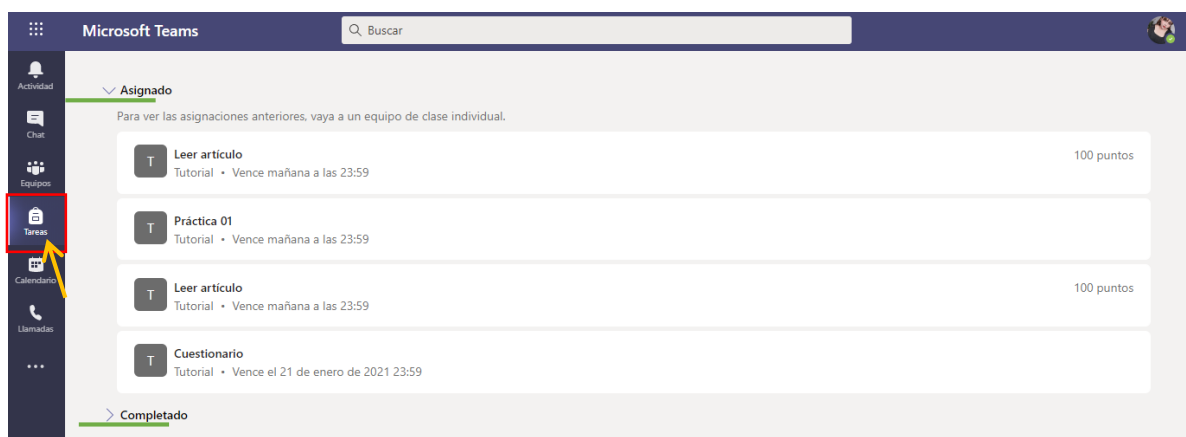 Microsoft Teams
Buscar
Actividad
Chat
Equipos
Tareas
Calendario
Llamadas
Asignado
Para ver las asignaciones anteriores, vaya a un equipo de clase individual.
T
Leer artículo
100 puntos
Tutorial • Vence mañana a las 23:59
T
Práctica 01
Tutorial • Vence mañana a las 23:59
T
Leer artículo
100 puntos
Tutorial • Vence mañana a las 23:59
T
Cuestionario
Tutorial • Vence el 21 de enero de 2021 23:59
Completado